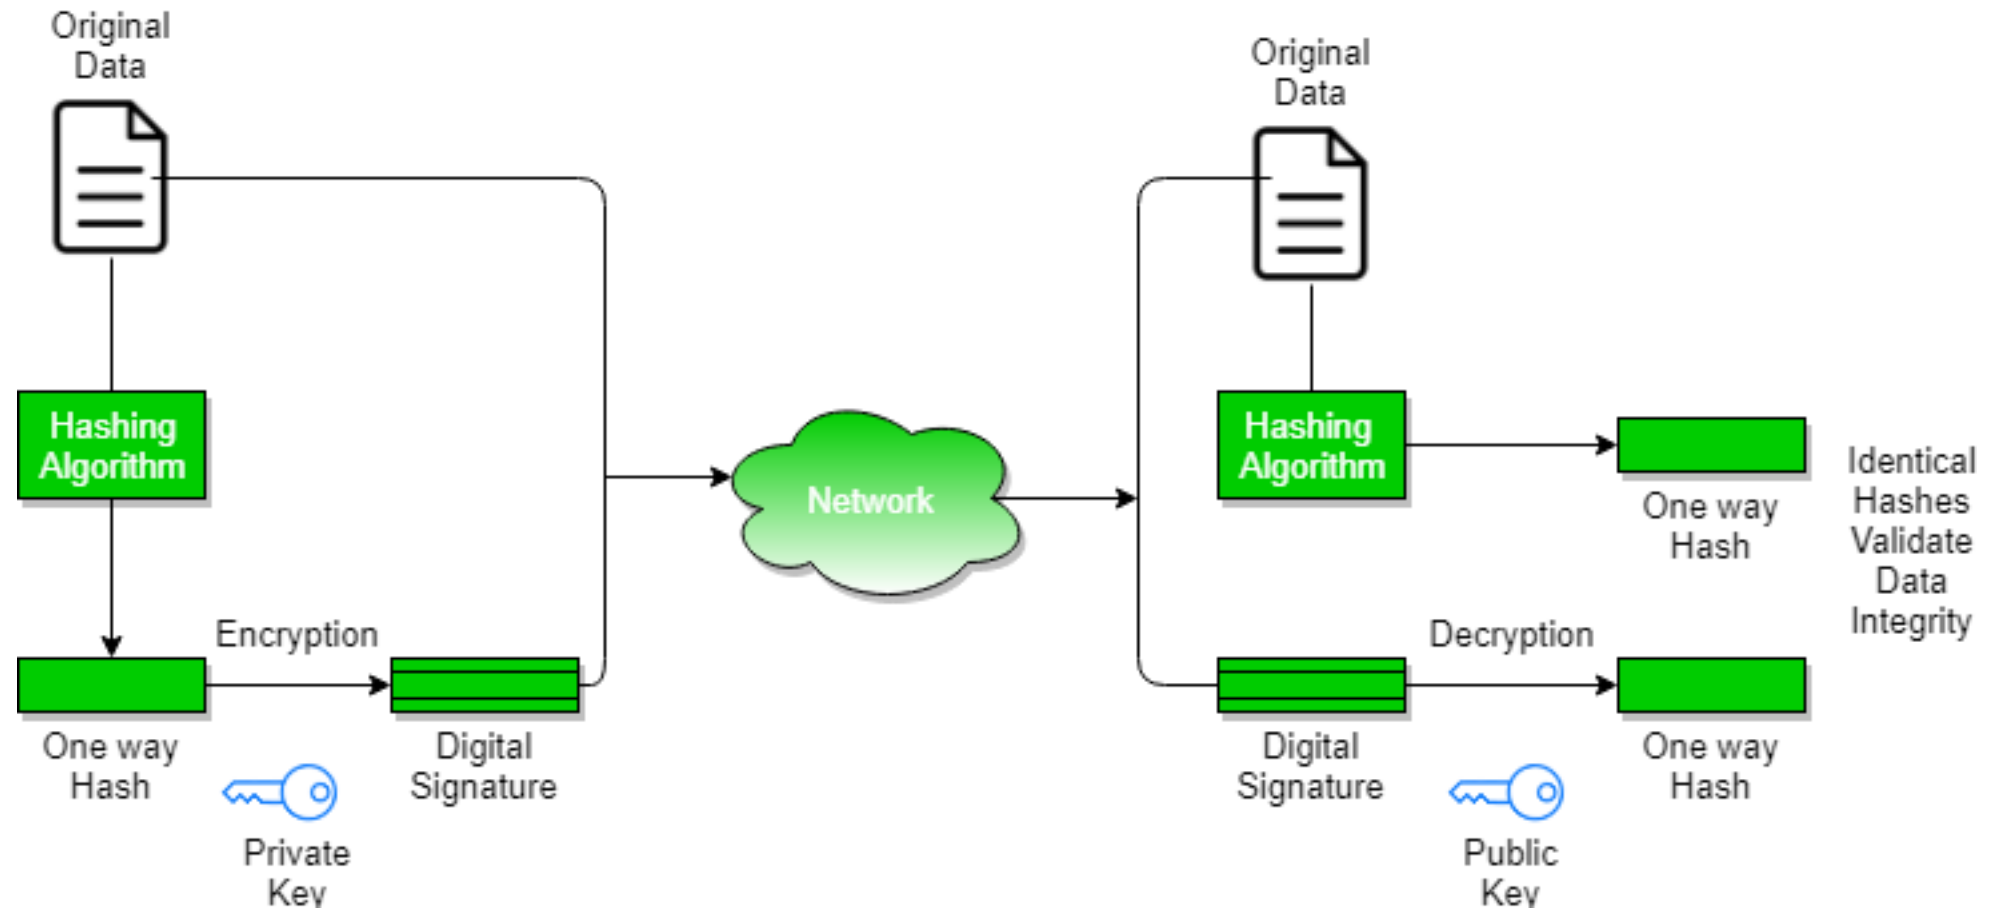 Original
Data
Hashing
Algorithm
One way
Hash
Encryption
Private
Key
Digital
Signature
Network
Original
Data
Hashing
Algorithm
One way
Hash
Digital
Signature
Decryption
Public
Key
One way
Hash
Identical
Hashes
Validate
Data
Integrity